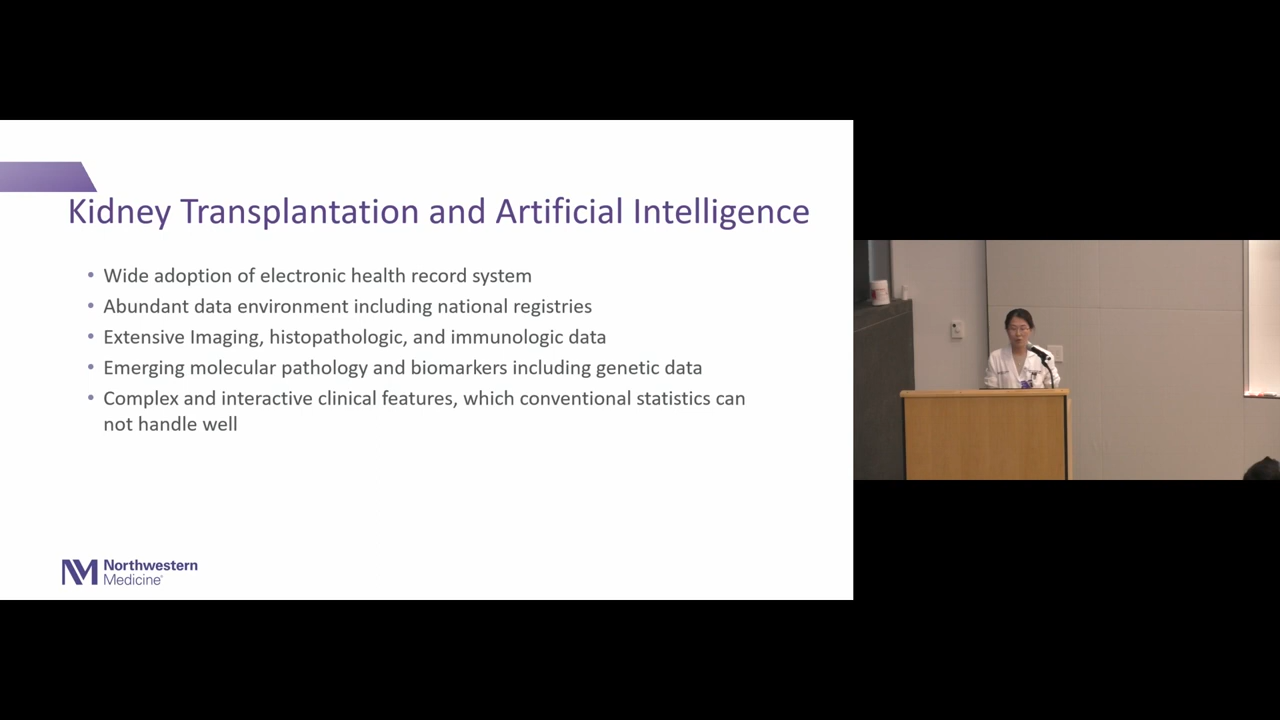 Kidney Transplantation and Artificial Intelligence
• Wide adoption of electronic health record system
• Abundant data environment including national registries
• Extensive Imaging, histopathologic, and immunologic data
• Emerging molecular pathology and biomarkers including genetic data
• Complex and interactive clinical features, which conventional statistics can
not handle well
Northwestern
Medicine